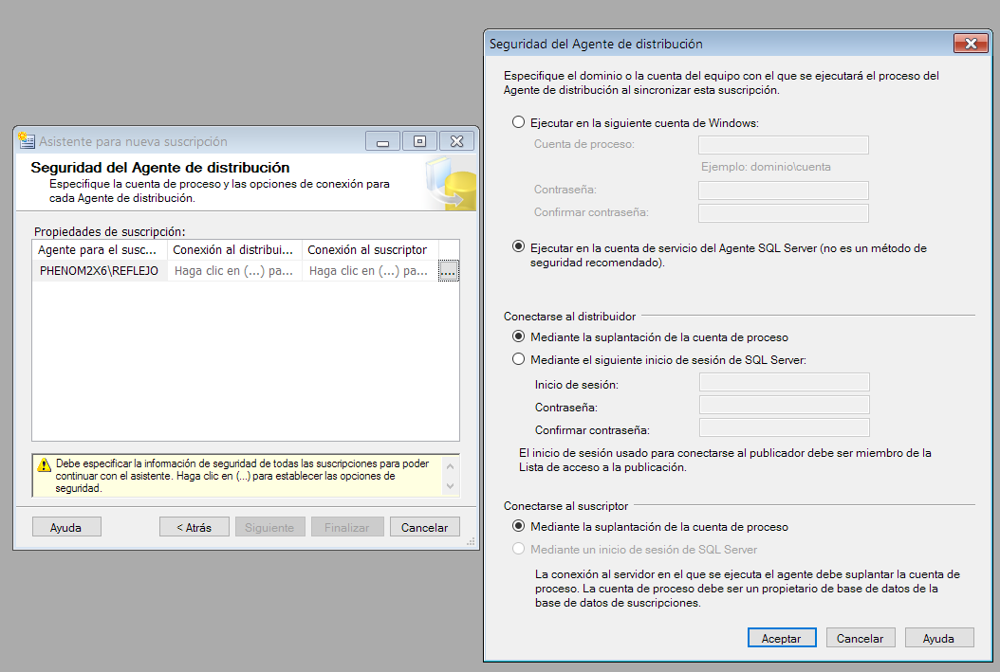 Asistente para nueva suscripción
Seguridad del Agente de distribución
Especifique la cuenta de proceso y las opciones de conexión para
cada Agente de distribución.
Propiedades de suscripción:
Agente para el susc... Conexión al distribui... Conexión al suscriptor
PHENOM2X6\REFLEJO Haga clic en (...) pa... Haga clic en (...) pa... ....
Debe especificar la información de seguridad de todas las suscripciones para poder
continuar con el asistente. Haga clic en (...) para establecer las opciones de
seguridad.
Ayuda < Atrás Siguiente Finalizar Cancelar
Seguridad del Agente de distribución
Especifique el dominio o la cuenta del equipo con el que se ejecutará el proceso del
Agente de distribución al sincronizar esta suscripción.
Ejecutar en la siguiente cuenta de Windows:
Cuenta de proceso:
Ejemplo: dominio\cuenta
Contraseña:
Confirmar contraseña:
Ejecutar en la cuenta de servicio del Agente SQL Server (no es un método de
seguridad recomendado).
Conectarse al distribuidor
Mediante la suplantación de la cuenta de proceso
Mediante el siguiente inicio de sesión de SQL Server:
Inicio de sesión:
Contraseña:
Confirmar contraseña:
El inicio de sesión usado para conectarse al publicador debe ser miembro de la
Lista de acceso a la publicación.
Conectarse al suscriptor
Mediante la suplantación de la cuenta de proceso
Mediante un inicio de sesión de SQL Server
La conexión al servidor en el que se ejecuta el agente debe suplantar la cuenta de
proceso. La cuenta de proceso debe ser un propietario de base de datos de la
base de datos de suscripciones.
Aceptar Cancelar Ayuda